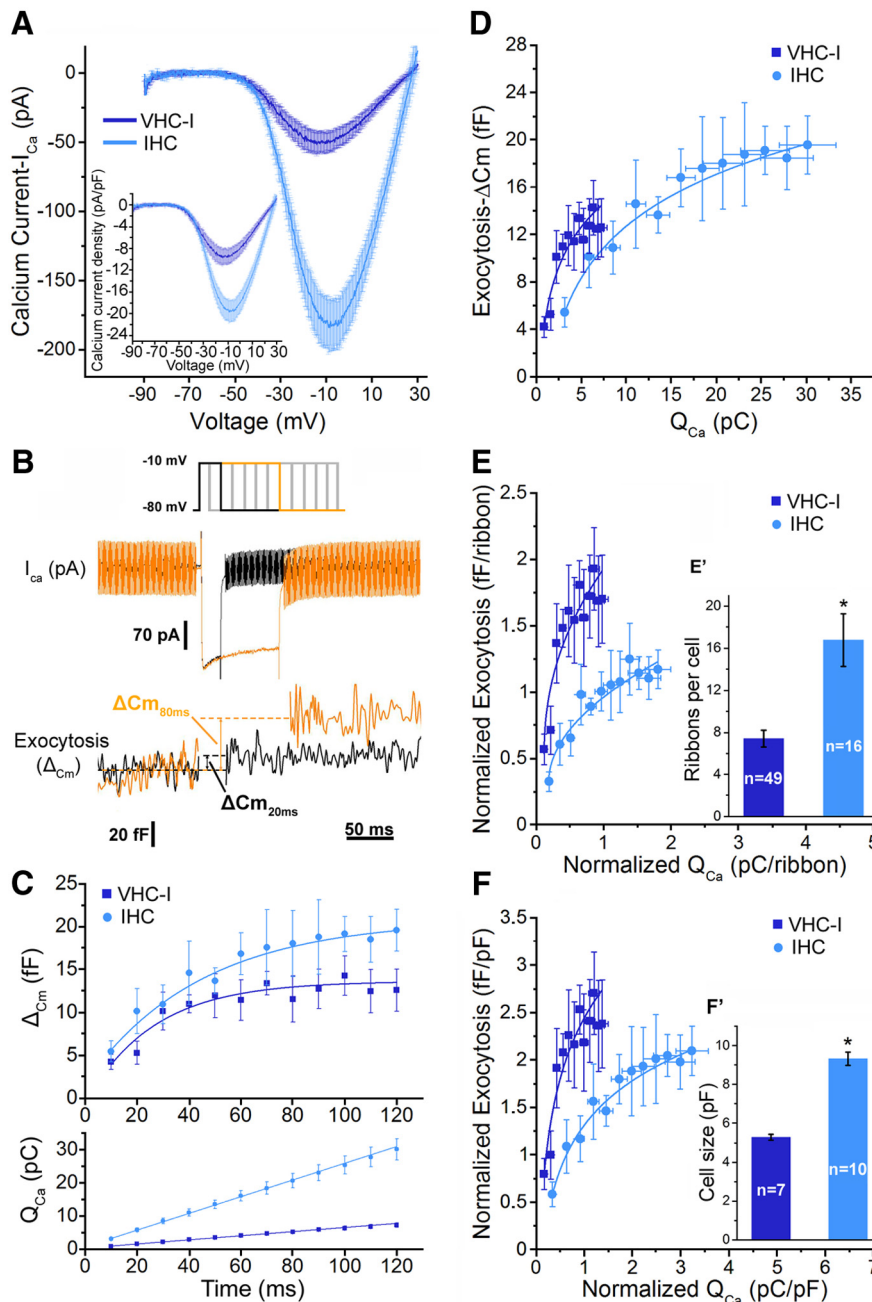 A
0
-50
-100
-150
-200
Calcium Current-I_Ca (pA)
VHC-I
IHC
0
-4
-8
-12
-16
-20
-24
Calcium current density (pA/pF)
-90 -70 -50 -30 -10 10 30
Voltage (mV)
-90 -70 -50 -30 -10 10 30
Voltage (mV)
B
-10 mV
-80 mV
I_ca (pA)
70 pA
ΔCm_80ms
Exocytosis
(Δ_Cm)
ΔCm_20ms
20 fF
50 ms
C
VHC-I
IHC
25
20
15
10
5
0
Δ_Cm (fF)
0 20 40 60 80 100 120
30
20
10
0
Q_Ca (pC)
0 20 40 60 80 100 120
Time (ms)
D
VHC-I
IHC
28
24
20
16
12
8
4
0
Exocytosis-ΔCm (fF)
0 5 10 15 20 25 30 35
Q_Ca (pC)
E
VHC-I
IHC
2.5
2
1.5
1
0.5
0
Normalized Exocytosis (fF/ribbon)
0 1 2 3 4 5
Normalized Q_Ca (pC/ribbon)
E'
20
16
12
8
4
0
Ribbons per cell
*
n=49
n=16
F
VHC-I
IHC
3.5
3
2.5
2
1.5
1
0.5
0
Normalized Exocytosis (fF/pF)
0 1 2 3 4 5 6 7
Normalized Q_Ca (pC/pF)
F'
10
8
6
4
2
0
Cell size (pF)
*
n=7
n=10